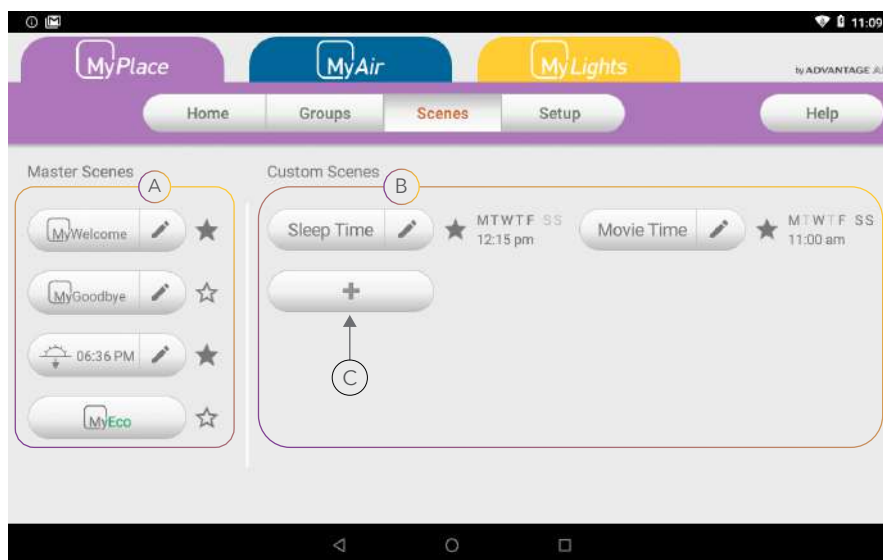 11:09
MyPlace MyAir MyLights by ADVANTAGE
Home Groups Scenes Setup Help
Master Scenes Custom Scenes
A B
MyWelcome Sleep Time MTWTF SS Movie Time MTWTF SS
12:15 pm 11:00 am
MyGoodbye
06:36 PM
C
MyEco